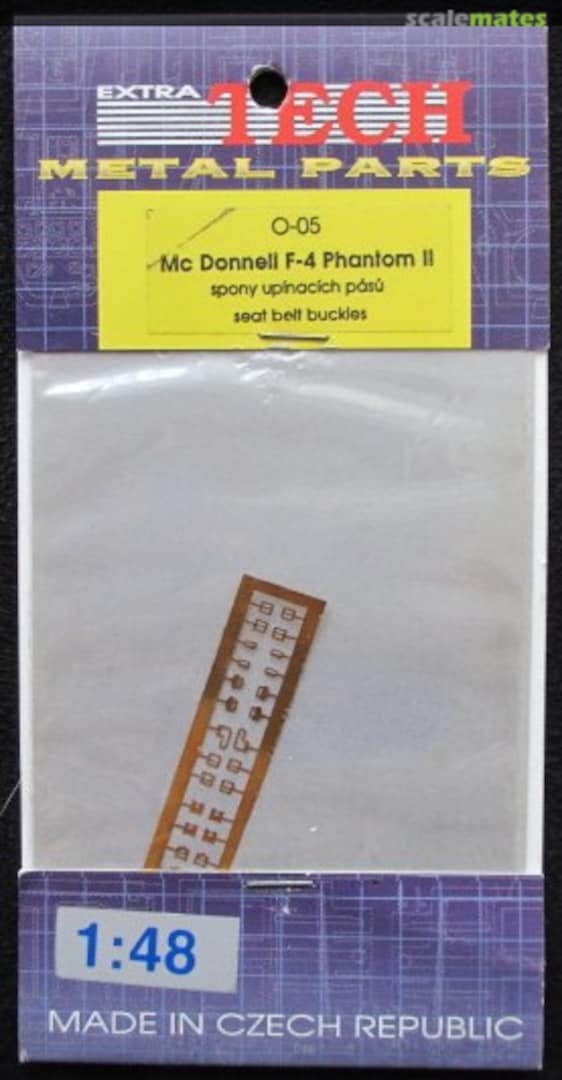 scalemates
EXTRA TECH
METAL PARTS
O-05
Mc Donnell F-4 Phantom II
spony upínacích pásů
seat belt buckles
1:48
MADE IN CZECH REPUBLIC